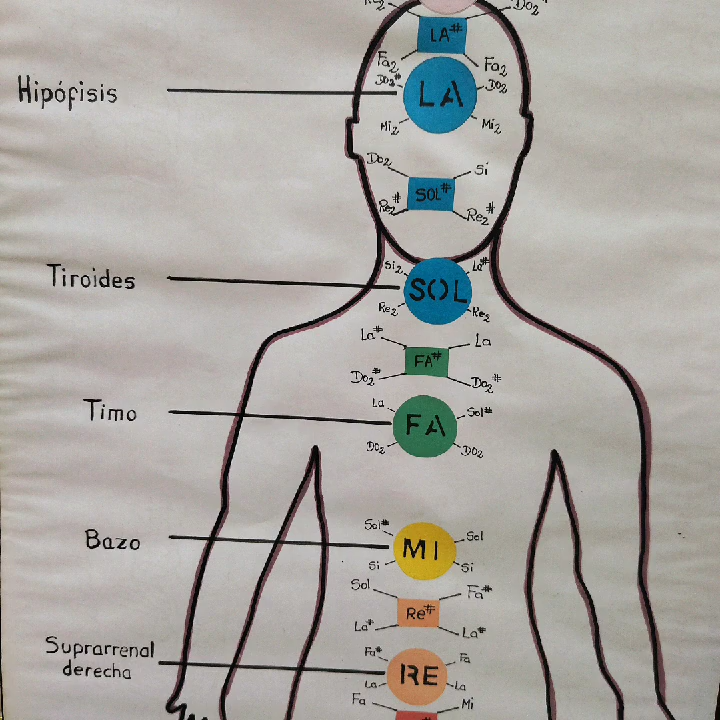 Do2
LA#
Fa2 Fa2
Do2# Do2
Hipófisis LA
Mi2 Mi2
Do2 Si
SOL#
Re2# Re2#
Si2 La#
Tiroides SOL
Re2 Re2
La# La
FA#
Do2# Do2#
La Sol#
Timo FA
Do2 Do2
Sol# Sol
Bazo MI
Si Si
Sol Fa#
Re#
La# La#
Fa# Fa
Suprarrenal
derecha RE
La La
Fa Mi